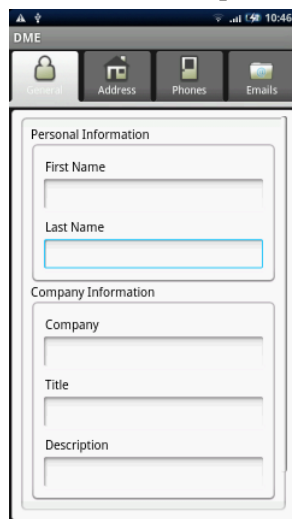 10:46
DME
General Address Phones Emails
Personal Information
First Name
Last Name
Company Information
Company
Title
Description